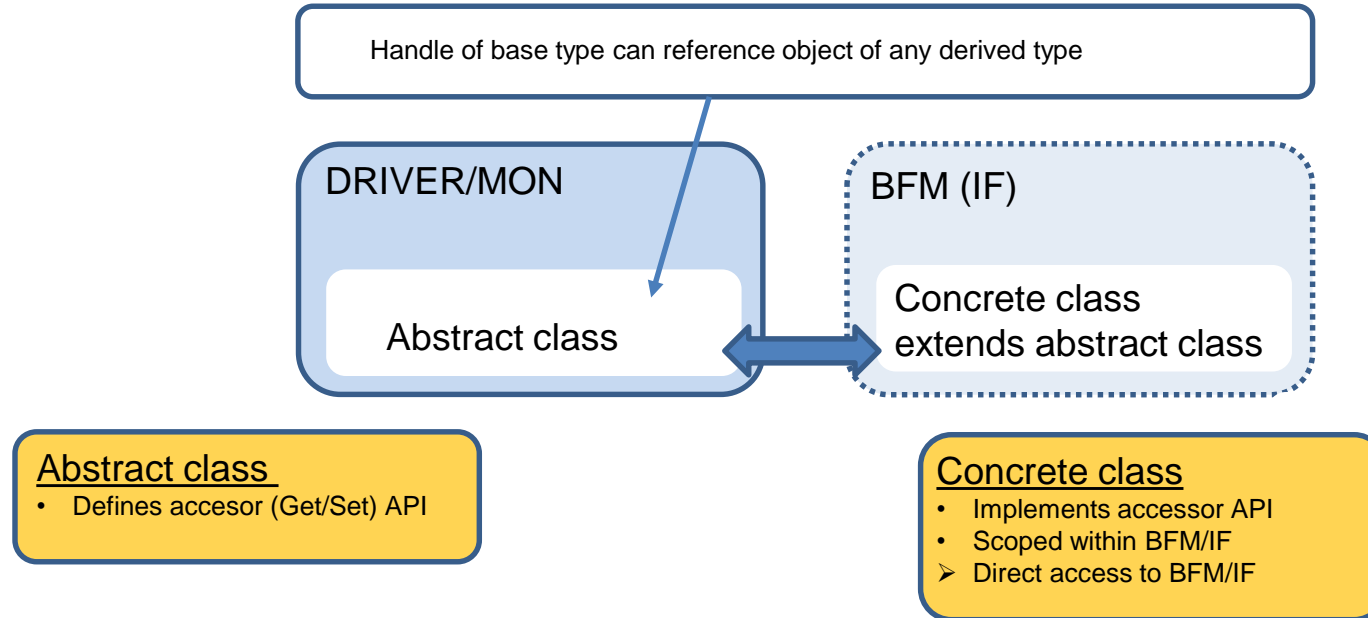 Handle of base type can reference object of any derived type
DRIVER/MON
BFM (IF)
Abstract class
Concrete class
extends abstract class
Abstract class
• Defines accesor (Get/Set) API
Concrete class
• Implements accessor API
• Scoped within BFM/IF
➢ Direct access to BFM/IF